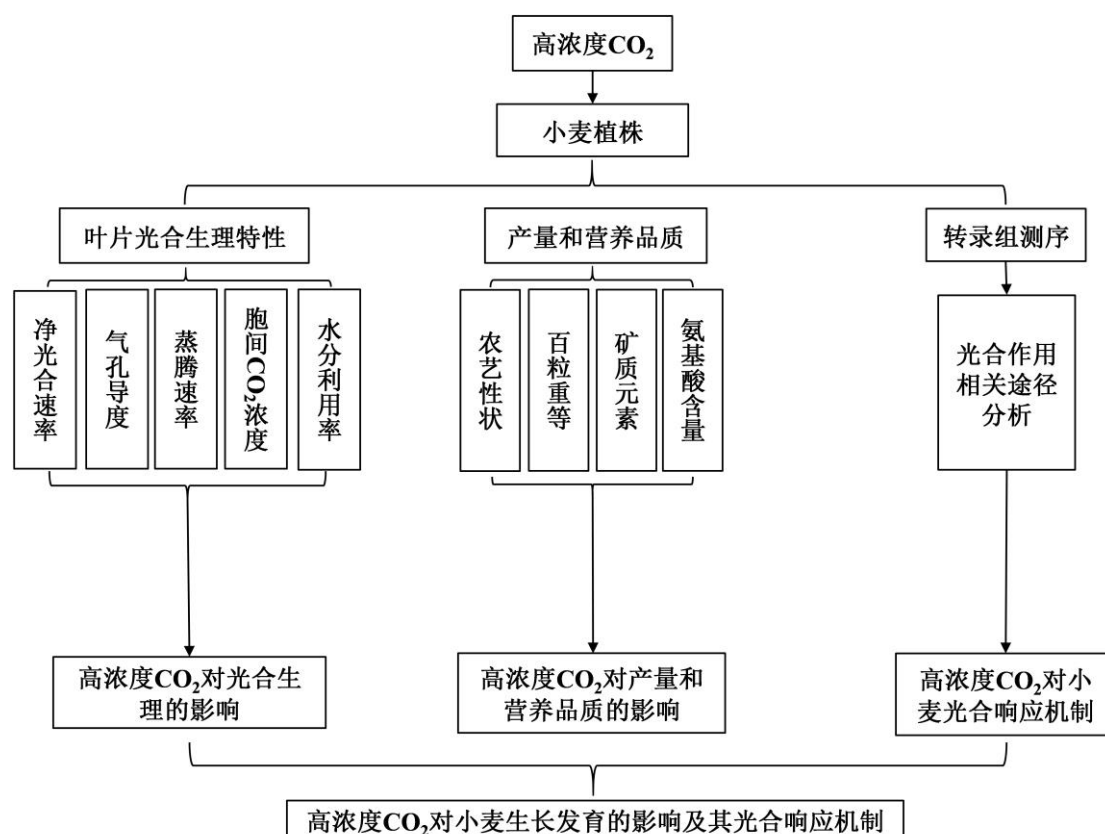 高浓度CO₂
小麦植株
叶片光合生理特性
产量和营养品质
转录组测序
净光合速率
气孔导度
蒸腾速率
胞间CO₂浓度
水分利用率
农艺性状
百粒重等
矿质元素
氨基酸含量
光合作用
相关途径
分析
高浓度CO₂对光合生
理的影响
高浓度CO₂对产量和
营养品质的影响
高浓度CO₂对小
麦光合响应机制
高浓度CO₂对小麦生长发育的影响及其光合响应机制